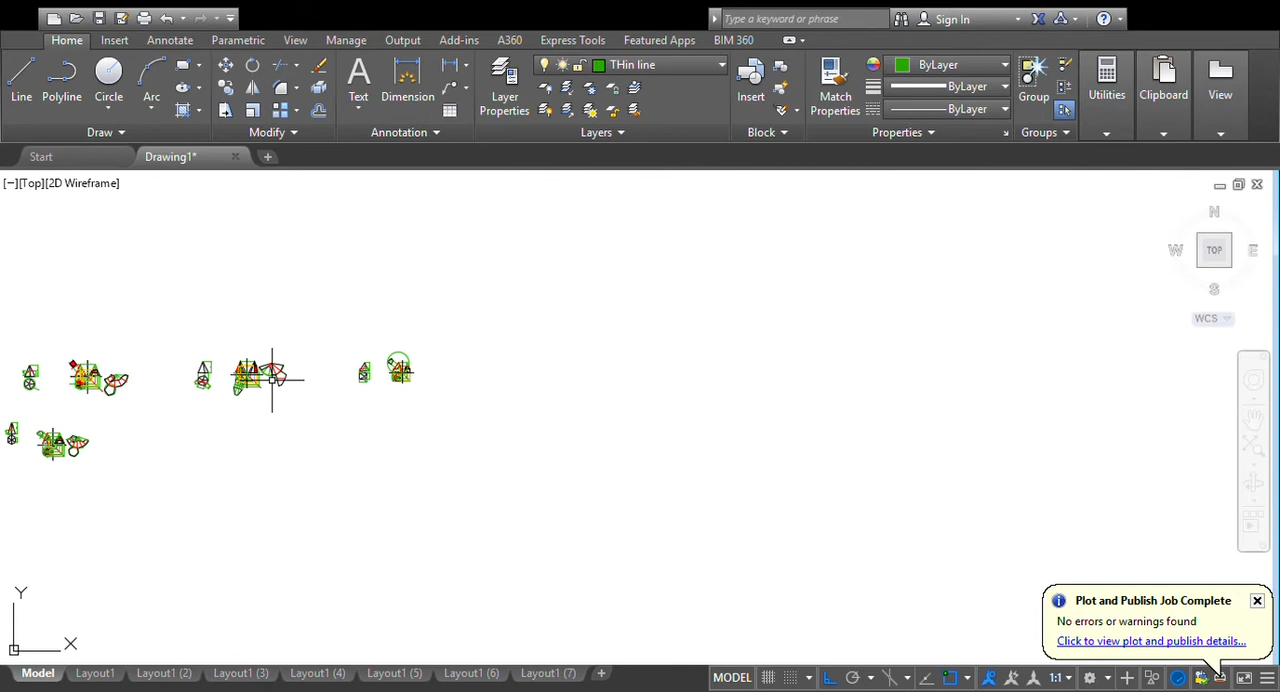 Type a keyword or phrase
Sign In
Home Insert Annotate Parametric View Manage Output Add-ins A360 Express Tools Featured Apps BIM 360
Line Polyline Circle Arc
Text Dimension
Layer Properties
THin line
Insert
Match Properties
ByLayer
ByLayer
ByLayer
Group
Utilities
Clipboard
View
Draw Modify Annotation Layers Block Properties Groups
Start Drawing1*
[−][Top][2D Wireframe]
N
W TOP E
S
WCS
Y
X
Plot and Publish Job Complete
No errors or warnings found
Click to view plot and publish details...
Model Layout1 Layout1 (2) Layout1 (3) Layout1 (4) Layout1 (5) Layout1 (6) Layout1 (7) +
MODEL 1:1